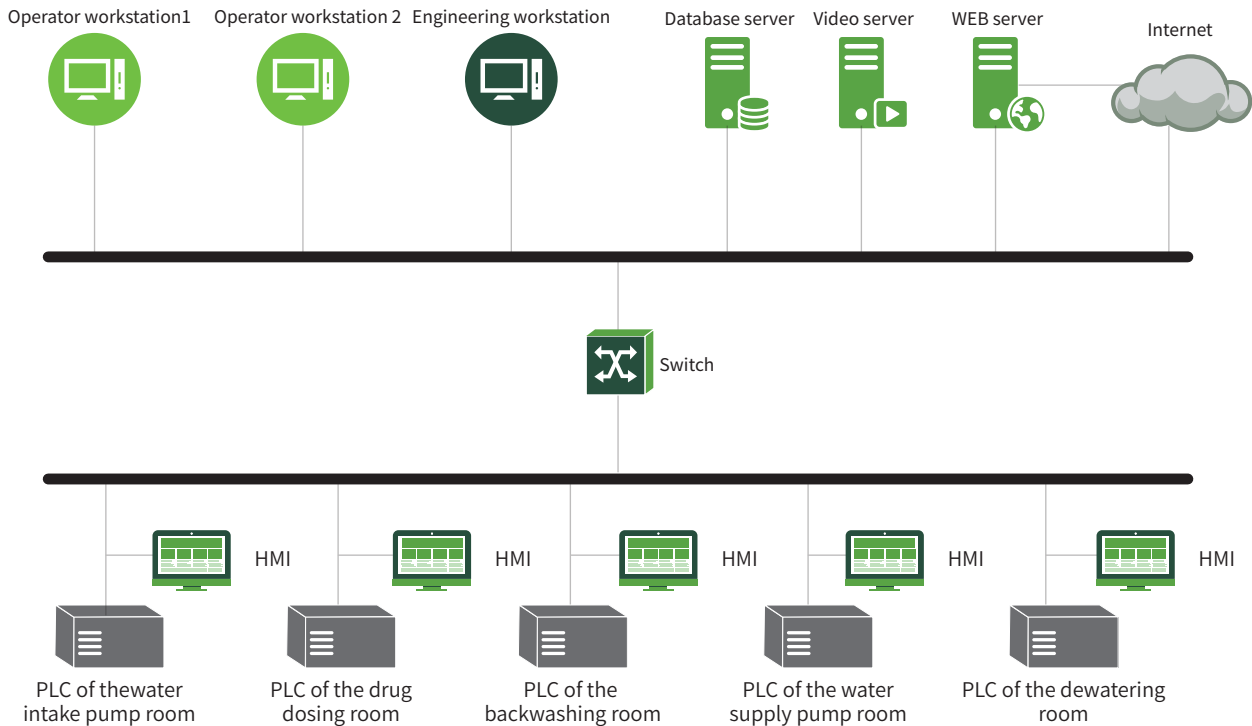 Operator workstation1
Operator workstation 2
Engineering workstation
Database server
Video server
WEB server
Internet
Switch
HMI
HMI
HMI
HMI
HMI
PLC of thewater
intake pump room
PLC of the drug
dosing room
PLC of the
backwashing room
PLC of the water
supply pump room
PLC of the dewatering
room